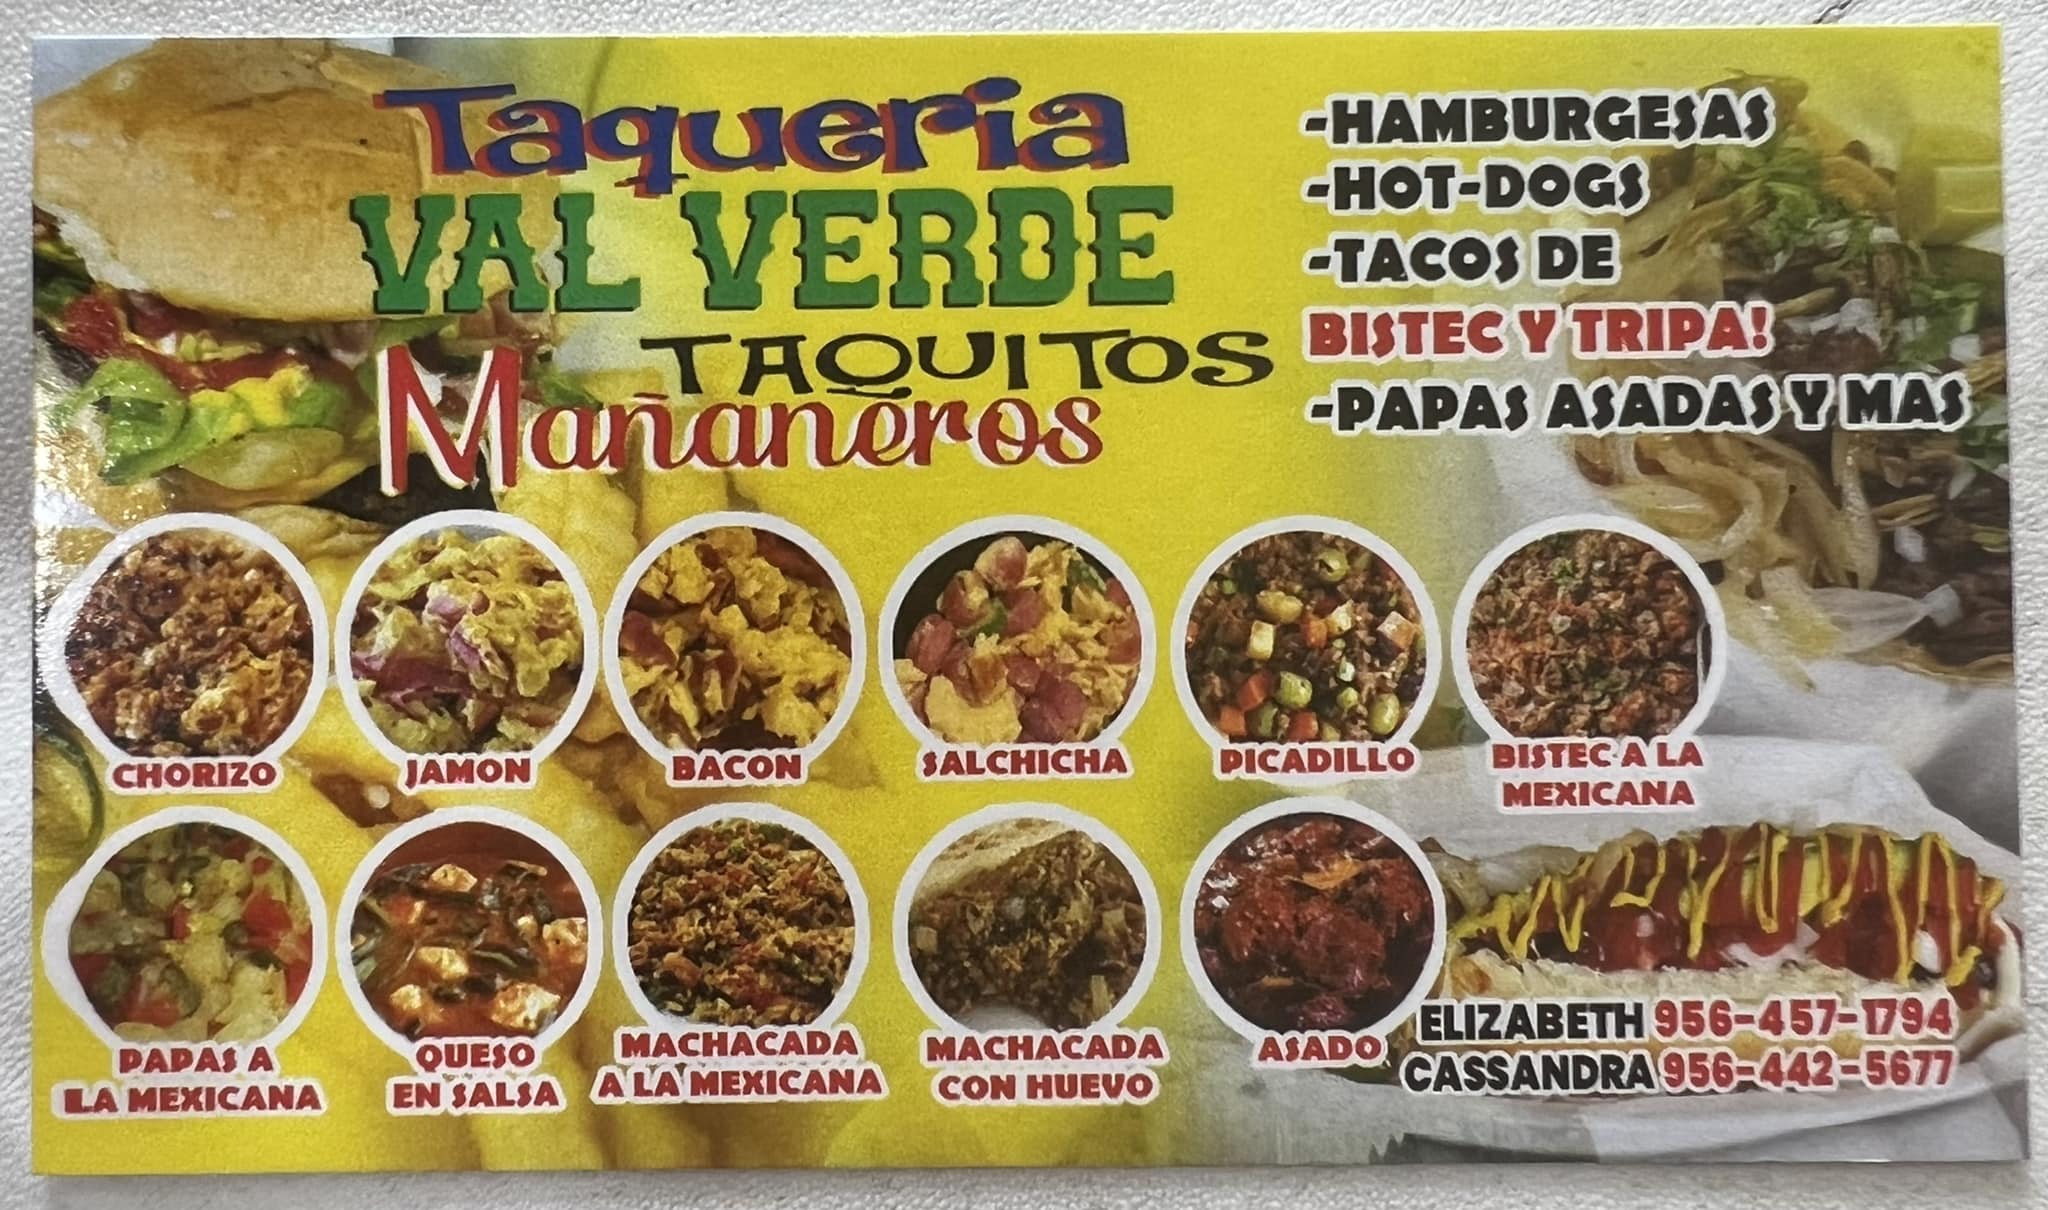 Taqueria
VAL VERDE
TAQUITOS
Mañaneros
-HAMBURGESAS
-HOT-DOGS
-TACOS DE
BISTEC Y TRIPA!
-PAPAS ASADAS Y MAS
CHORIZO
JAMON
BACON
SALCHICHA
PICADILLO
BISTEC A LA
MEXICANA
PAPAS A
LA MEXICANA
QUESO
EN SALSA
MACHACADA
A LA MEXICANA
MACHACADA
CON HUEVO
ASADO
ELIZABETH 956-457-1794
CASSANDRA 956-442-5677